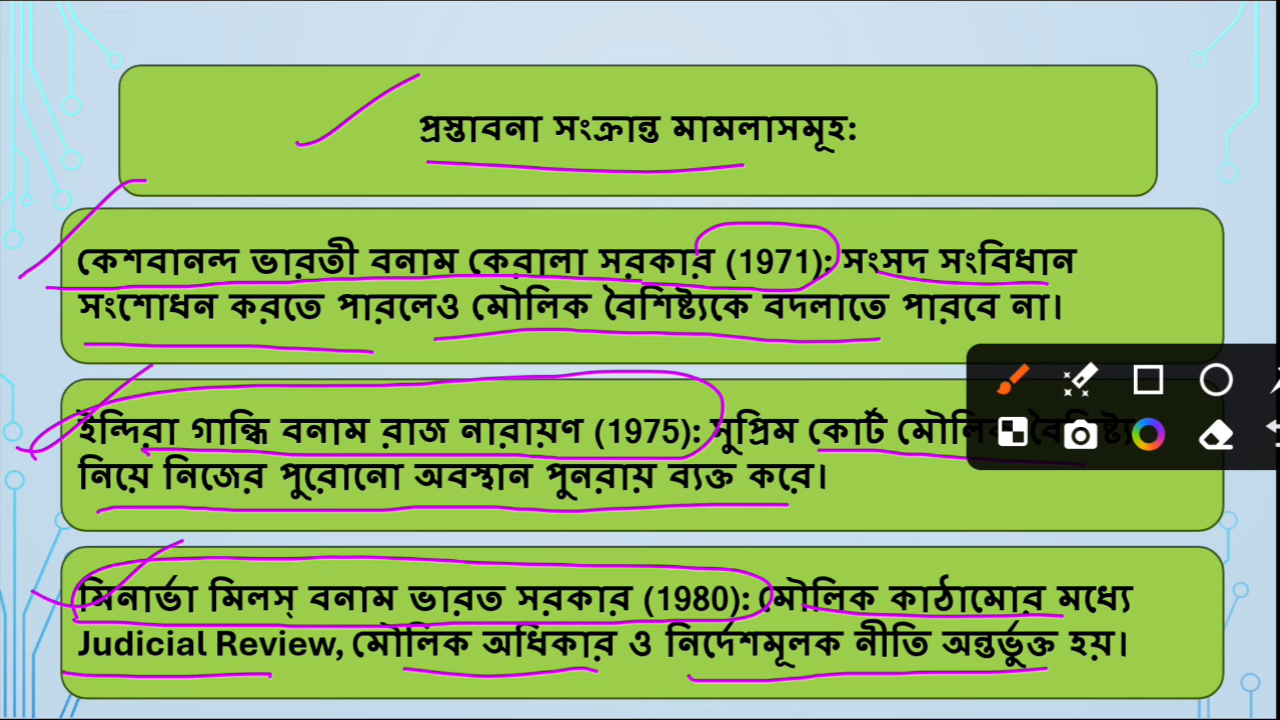 প্রস্তাবনা সংক্রান্ত মামলাসমূহ:
কেশবানন্দ ভারতী বনাম কেরালা সরকার (1971): সংসদ সংবিধান
সংশোধন করতে পারলেও মৌলিক বৈশিষ্ট্যকে বদলাতে পারবে না।
ইন্দিরা গান্ধি বনাম রাজ নারায়ণ (1975): সুপ্রিম কোর্ট মৌলিক বৈশিষ্ট্য
নিয়ে নিজের পুরোনো অবস্থান পুনরায় ব্যক্ত করে।
মিনার্ভা মিলস্ বনাম ভারত সরকার (1980): মৌলিক কাঠামোর মধ্যে
Judicial Review, মৌলিক অধিকার ও নির্দেশমূলক নীতি অন্তর্ভুক্ত হয়।